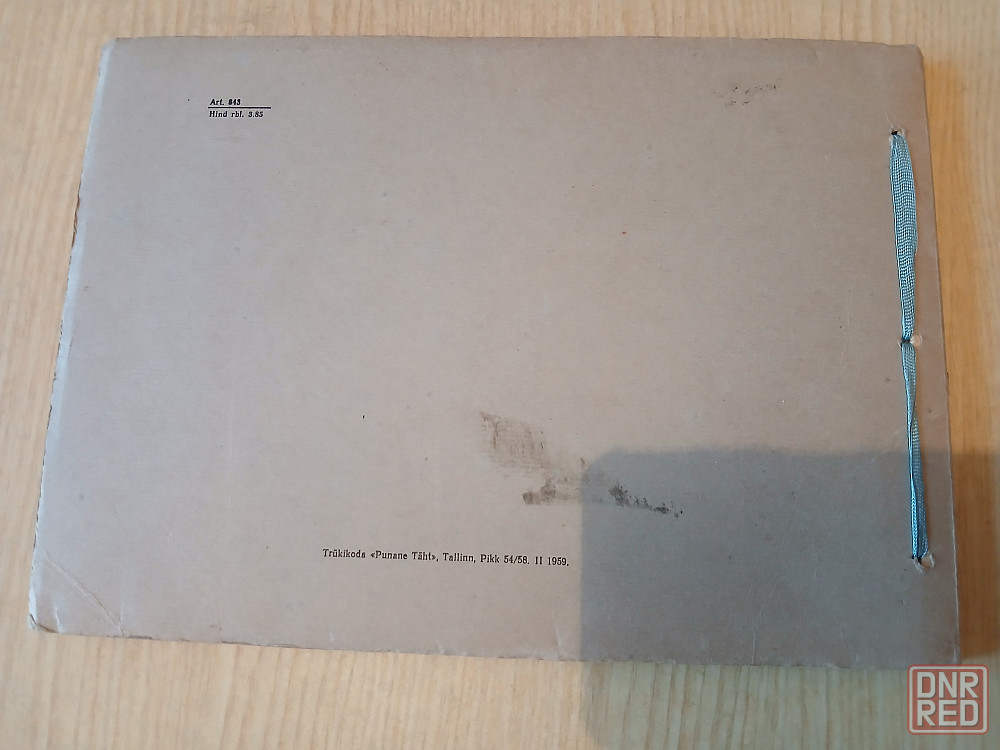 Art. 843
Hind rbl. 3.85
Trükikoda «Punane Täht», Tallinn, Pikk 54/58. II 1959.
DNR
RED